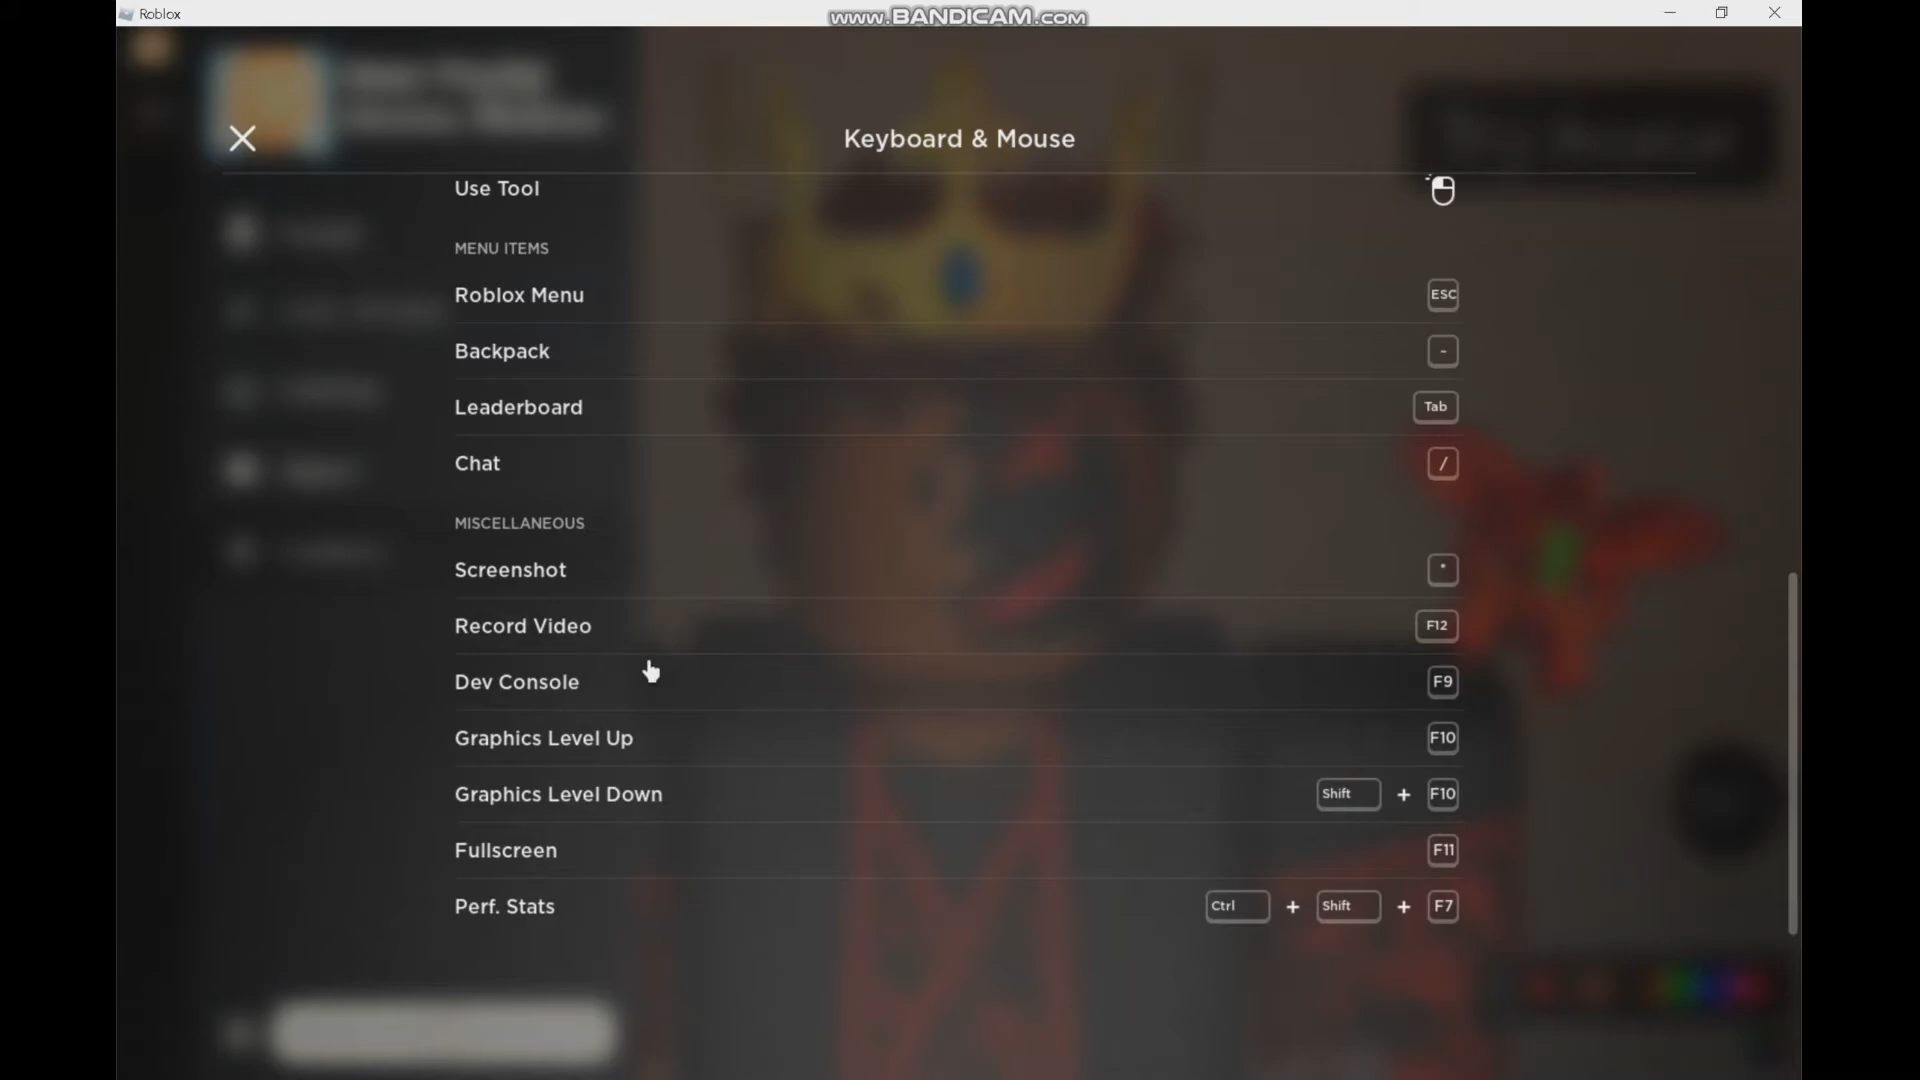 Roblox
www.BANDICAM.com
Keyboard & Mouse
Use Tool
MENU ITEMS
Roblox Menu ESC
Backpack -
Leaderboard Tab
Chat /
MISCELLANEOUS
Screenshot *
Record Video F12
Dev Console F9
Graphics Level Up F10
Graphics Level Down Shift + F10
Fullscreen F11
Perf. Stats Ctrl + Shift + F7